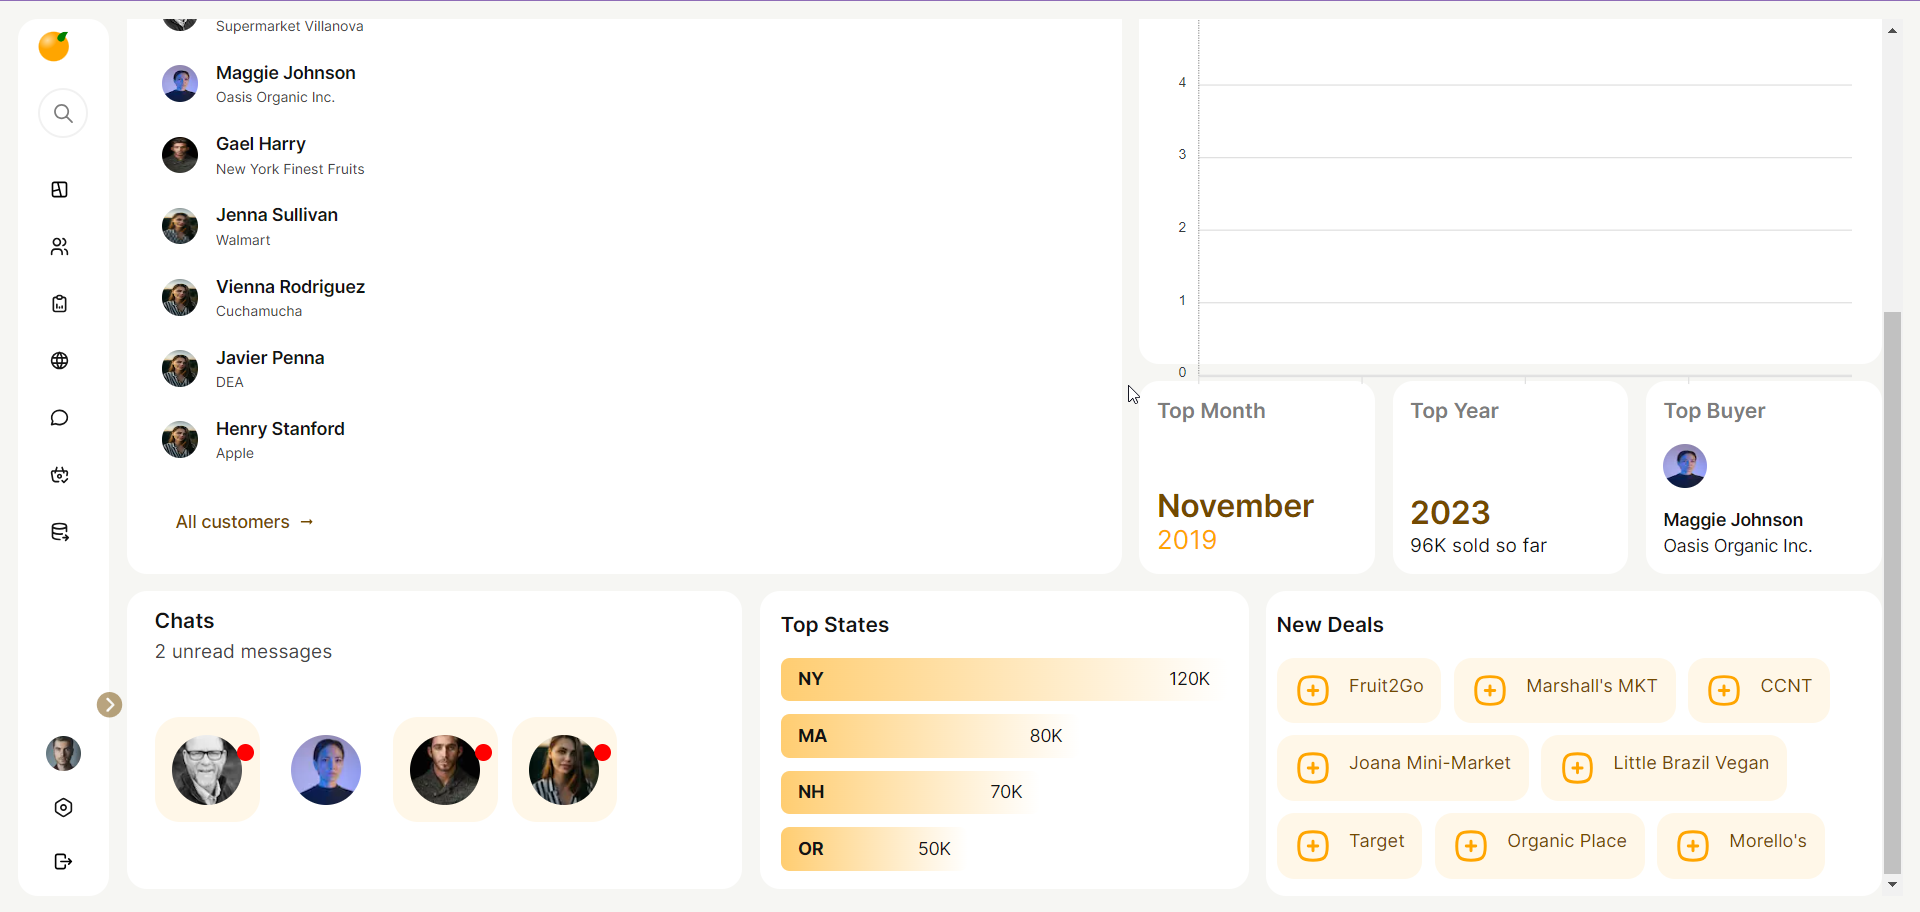 Supermarket Villanova
Maggie Johnson
Oasis Organic Inc.
Gael Harry
New York Finest Fruits
Jenna Sullivan
Walmart
Vienna Rodriguez
Cuchamucha
Javier Penna
DEA
Henry Stanford
Apple
All customers →
4
3
2
1
0
Top Month
November
2019
Top Year
2023
96K sold so far
Top Buyer
Maggie Johnson
Oasis Organic Inc.
Chats
2 unread messages
Top States
NY 120K
MA 80K
NH 70K
OR 50K
New Deals
Fruit2Go Marshall's MKT CCNT
Joana Mini-Market Little Brazil Vegan
Target Organic Place Morello's